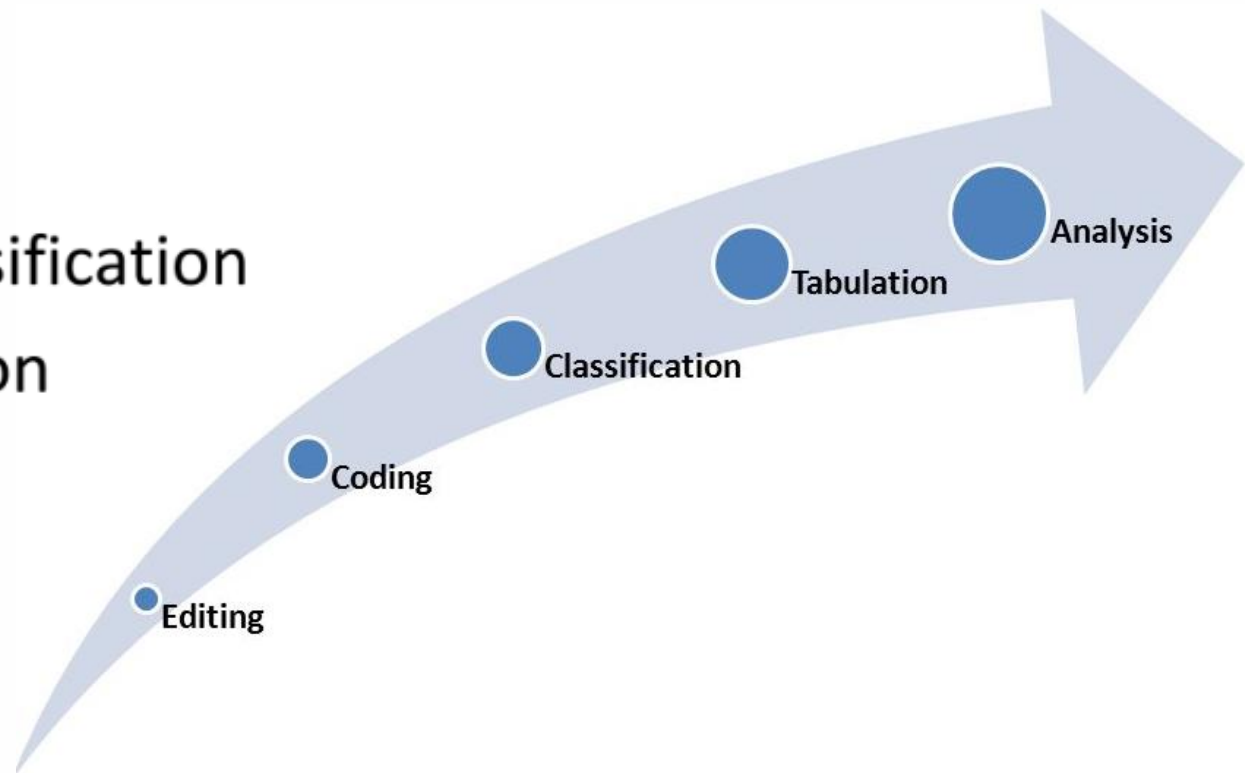 sification
on
Analysis
Tabulation
Classification
Coding
Editing